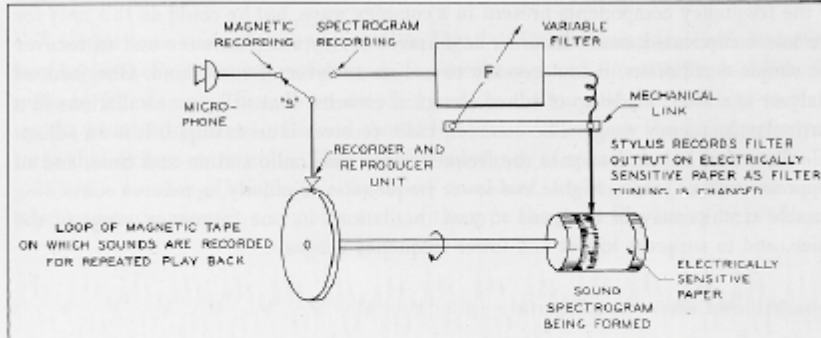 MAGNETIC
RECORDING
SPECTROGRAM
RECORDING
VARIABLE
FILTER
F
"S"
MICRO-
PHONE
MECHANICAL
LINK
RECORDER AND
REPRODUCER
UNIT
STYLUS RECORDS FILTER
OUTPUT ON ELECTRICALLY
SENSITIVE PAPER AS FILTER
TUNING IS CHANGED
LOOP OF MAGNETIC TAPE
ON WHICH SOUNDS ARE RECORDED
FOR REPEATED PLAY BACK
ELECTRICALLY
SENSITIVE
PAPER
SOUND
SPECTROGRAM
BEING FORMED